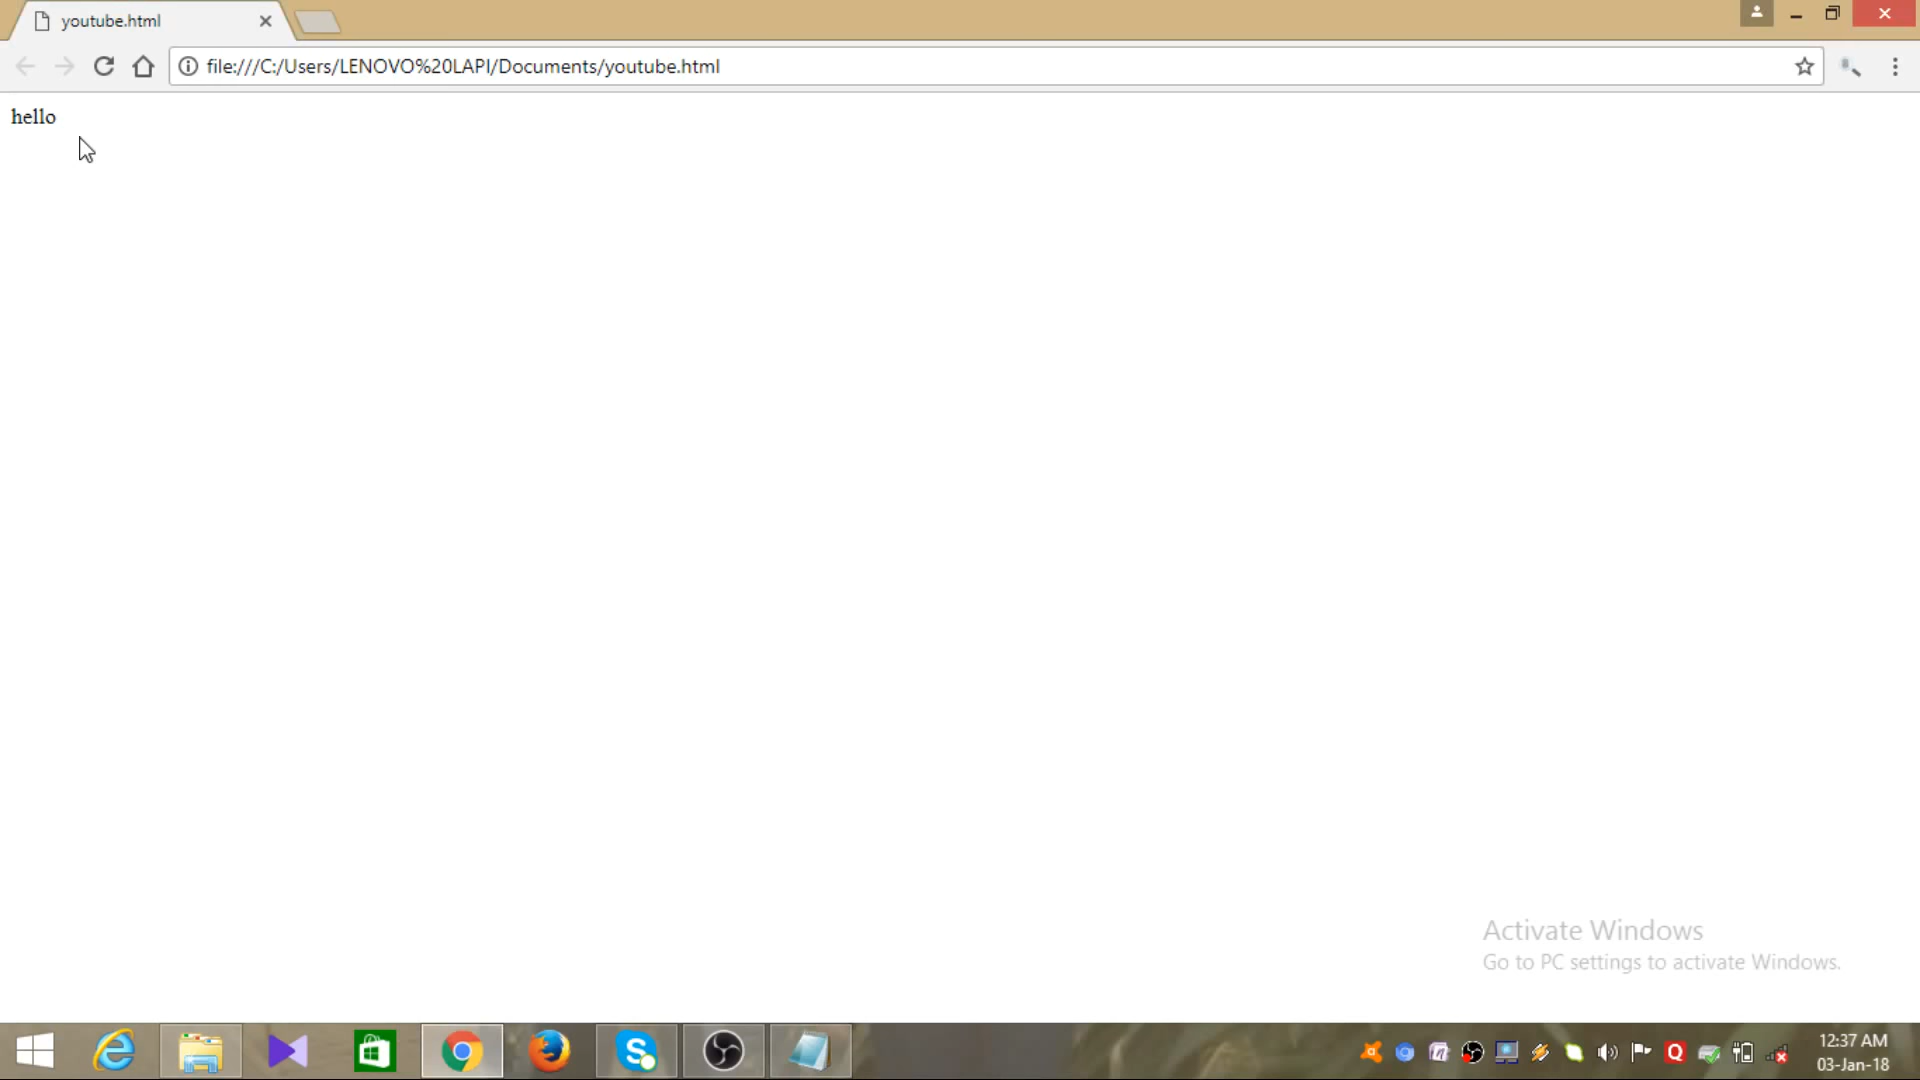 youtube.html
file:///C:/Users/LENOVO%20LAPI/Documents/youtube.html
hello
Activate Windows
Go to PC settings to activate Windows.
12:37 AM
03-Jan-18